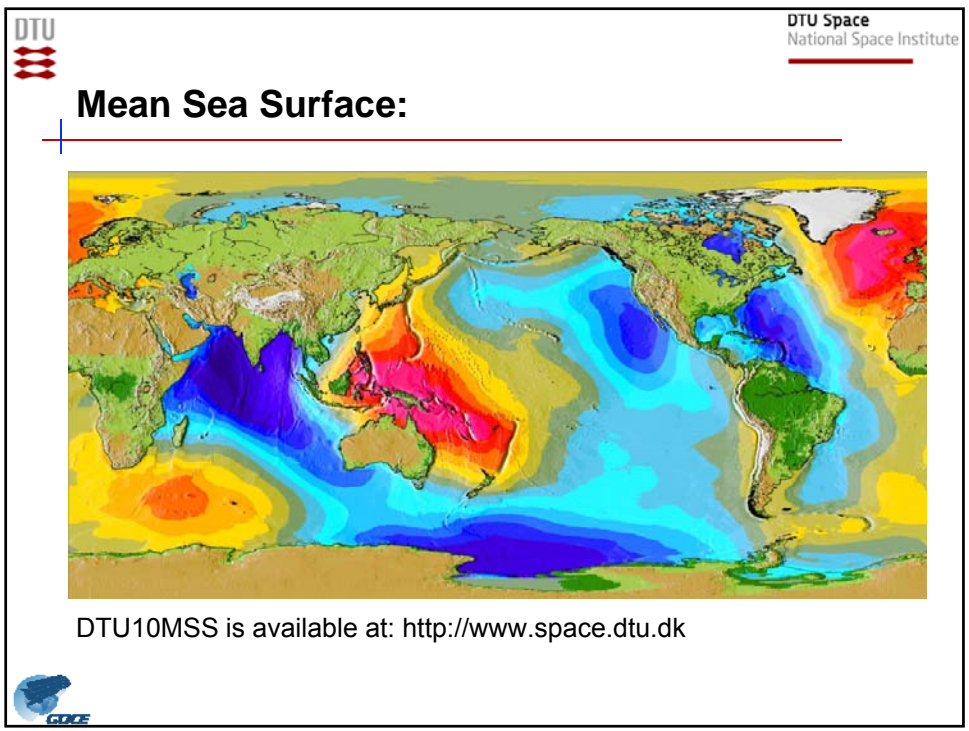 DTU
DTU Space
National Space Institute
Mean Sea Surface:
DTU10MSS is available at: http://www.space.dtu.dk
GOCE